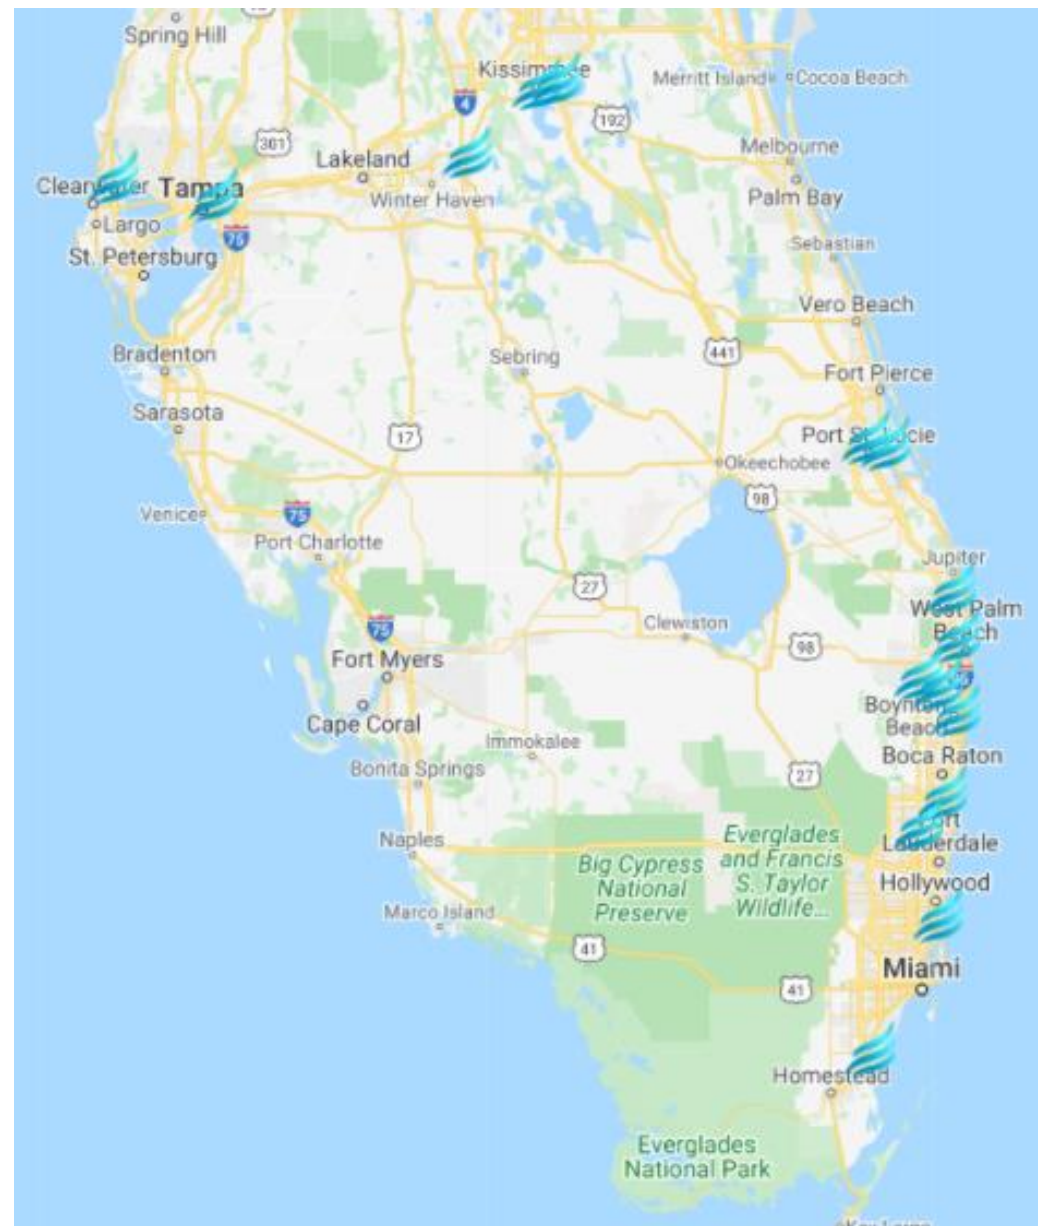 Spring Hill
Kissimmee
Merritt Island
Cocoa Beach
4
192
301
Melbourne
Lakeland
Clearwater
Tampa
Winter Haven
Palm Bay
Largo
75
Sebastian
St. Petersburg
Vero Beach
Bradenton
Sebring
441
Fort Pierce
Sarasota
17
Port St. Lucie
Okeechobee
98
Venice
75
Port Charlotte
Jupiter
27
West Palm
Beach
Clewiston
75
98
Fort Myers
Boynton
Beach
Cape Coral
Immokalee
Boca Raton
Bonita Springs
27
Naples
Everglades
and Francis
S. Taylor
Wildlife...
Big Cypress
National
Preserve
Fort
Lauderdale
Hollywood
Marco Island
41
Miami
41
Homestead
Everglades
National Park